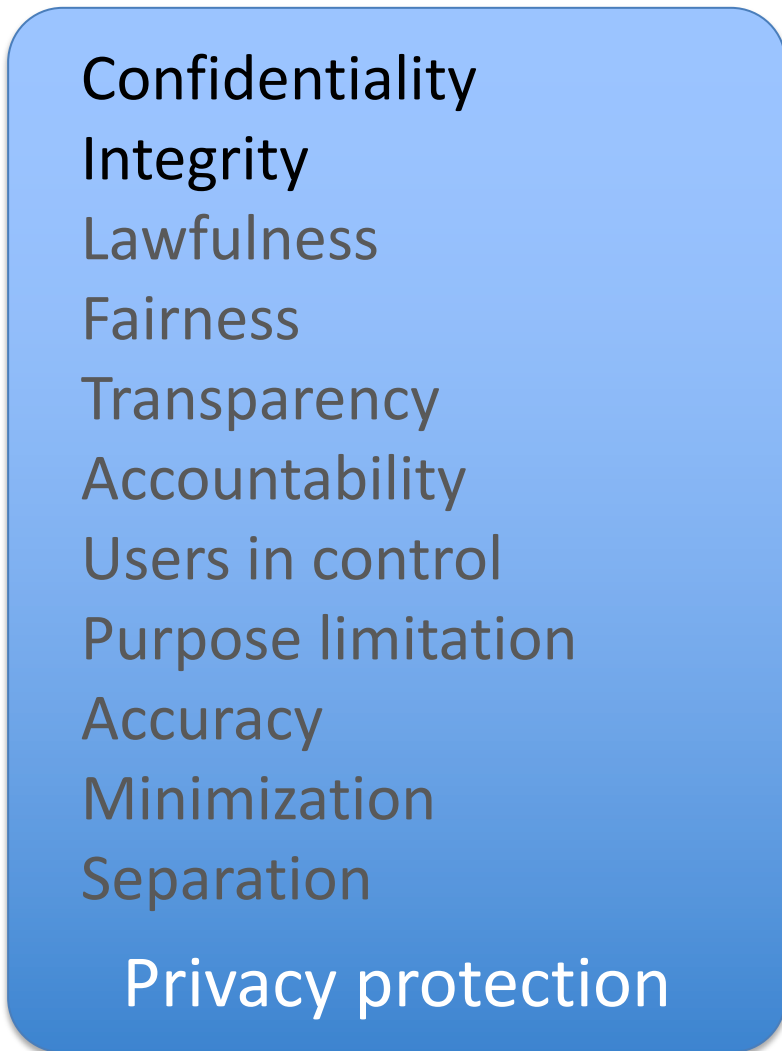 Confidentiality
Integrity
Lawfulness
Fairness
Transparency
Accountability
Users in control
Purpose limitation
Accuracy
Minimization
Separation
Privacy protection